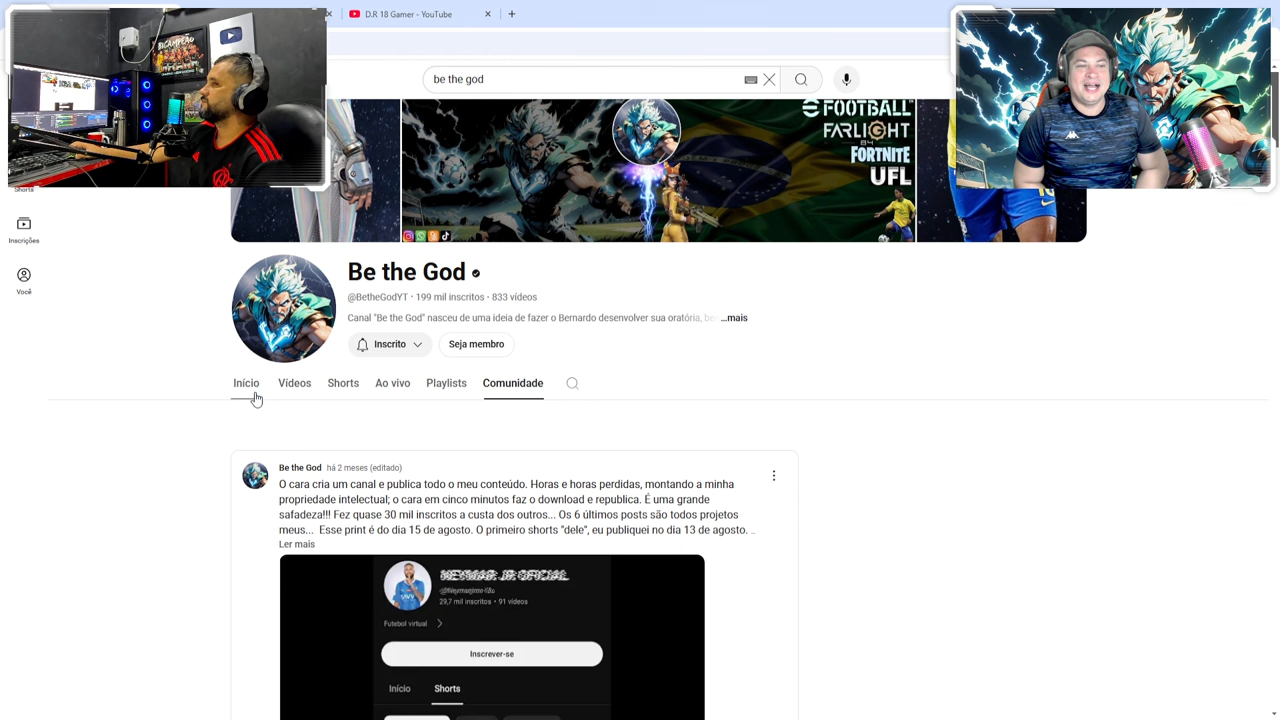 D.R 18 Gamer - YouTube
be the god
BICAMPEÃO
FOOTBALL
FARLIGHT
84
FORTNITE
UFL
Shorts
Inscrições
Você
Be the God
@BetheGodYT · 199 mil inscritos · 833 vídeos
Canal "Be the God" nasceu de uma ideia de fazer o Bernardo desenvolver sua oratória, be ...mais
Inscrito
Seja membro
Início Vídeos Shorts Ao vivo Playlists Comunidade
Be the God há 2 meses (editado)
O cara cria um canal e publica todo o meu conteúdo. Horas e horas perdidas, montando a minha
propriedade intelectual; o cara em cinco minutos faz o download e republica. É uma grande
safadeza!!! Fez quase 30 mil inscritos a custa dos outros... Os 6 últimos posts são todos projetos
meus... Esse print é do dia 15 de agosto. O primeiro shorts "dele", eu publiquei no dia 13 de agosto. ..
Ler mais
29,7 mil inscritos • 91 vídeos
Futebol virtual
Inscrever-se
Início Shorts